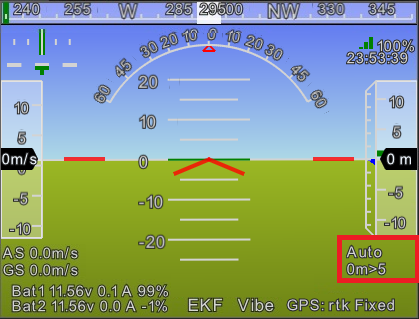 240 255 W 285 29500 NW 330 345
60 45 30 20 10 0 10 20 30 45 60
100%
23:53:39
20
10
0
-10
-20
10
5
0m/s
-5
-10
10
5
0 m
-5
-10
AS 0.0m/s
GS 0.0m/s
Auto
0m>5
Bat1 11.56v 0.1 A 99%
Bat2 11.56v 0.0 A -1%
EKF Vibe GPS: rtk Fixed